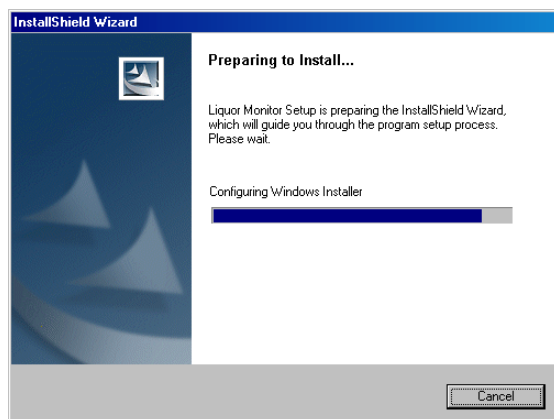 InstallShield Wizard
Preparing to Install...
Liquor Monitor Setup is preparing the InstallShield Wizard,
which will guide you through the program setup process.
Please wait.
Configuring Windows Installer
Cancel